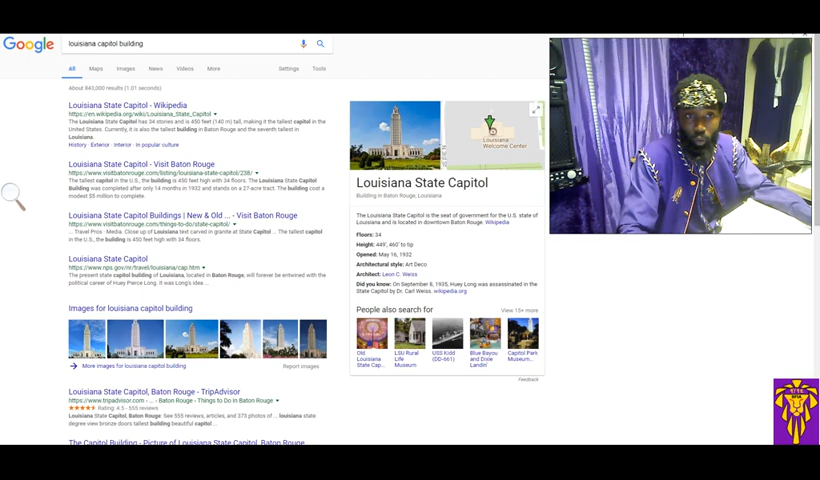 Google
louisiana capitol building
All Maps Images News Videos More Settings Tools
About 843,000 results (1.01 seconds)
Louisiana State Capitol - Wikipedia
https://en.wikipedia.org/wiki/Louisiana_State_Capitol
The Louisiana State Capitol has 34 stories and is 450 feet (140 m) tall, making it the tallest capitol in the
United States. Currently, it is also the tallest building in Baton Rouge and the seventh tallest in
Louisiana.
History Exterior Interior In popular culture
Louisiana State Capitol - Visit Baton Rouge
https://www.visitbatonrouge.com/listing/louisiana-state-capitol/238/
The tallest capitol in the U.S., the building is 450 feet high with 34 floors. The Louisiana State Capitol
Building was completed after only 14 months in 1932 and stands on a 27-acre tract. The building cost a
modest $5 million to complete.
Louisiana State Capitol Buildings | New & Old ... - Visit Baton Rouge
https://www.visitbatonrouge.com/things-to-do/state-capitol/
... Travel Pros · Media. Close up of Louisiana text carved in granite at State Capitol ... The tallest capitol
in the U.S., the building is 450 feet high with 34 floors.
Louisiana State Capitol
https://www.nps.gov/nr/travel/louisiana/cap.htm
The present state capitol building of Louisiana, located in Baton Rouge, will forever be entwined with the
political career of Huey Pierce Long. It was Long's idea ...
Images for louisiana capitol building
More images for louisiana capitol building Report images
Louisiana State Capitol, Baton Rouge - TripAdvisor
https://www.tripadvisor.com › ... › Baton Rouge › Things to Do in Baton Rouge
Rating: 4.5 - 555 reviews
Louisiana State Capitol, Baton Rouge: See 555 reviews, articles, and 373 photos of ... louisiana state
degree view bronze doors tallest building beautiful capitol...
The Capitol Building - Picture of Louisiana State Capitol, Baton Rouge
Louisiana
Welcome Center
Louisiana State Capitol
Building in Baton Rouge, Louisiana
The Louisiana State Capitol is the seat of government for the U.S. state of
Louisiana and is located in downtown Baton Rouge. Wikipedia
Floors: 34
Height: 449', 460' to tip
Opened: May 16, 1932
Architectural style: Art Deco
Architect: Leon C. Weiss
Did you know: On September 8, 1935, Huey Long was assassinated in the
State Capitol by Dr. Carl Weiss. wikipedia.org
People also search for View 15+ more
Old Louisiana State Cap...
LSU Rural Life Museum
USS Kidd (DD-661)
Blue Bayou and Dixie Landin'
Capitol Park Museum...
Feedback